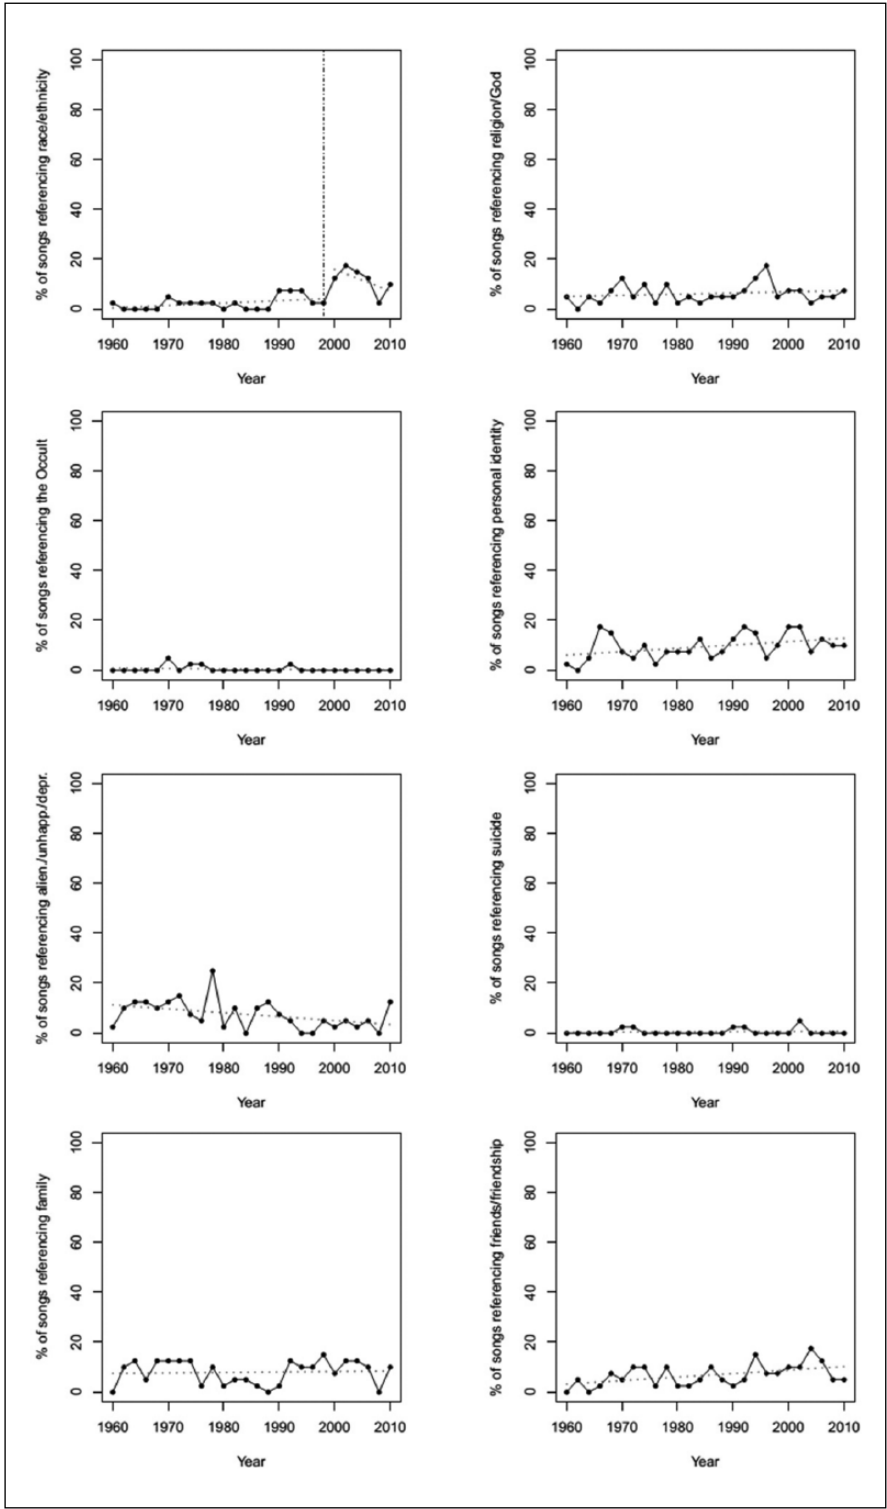 % of songs referencing race/ethnicity
100
80
60
40
20
0
1960 1970 1980 1990 2000 2010
Year
% of songs referencing religion/God
100
80
60
40
20
0
1960 1970 1980 1990 2000 2010
Year
% of songs referencing the Occult
100
80
60
40
20
0
1960 1970 1980 1990 2000 2010
Year
% of songs referencing personal identity
100
80
60
40
20
0
1960 1970 1980 1990 2000 2010
Year
% of songs referencing alien./unhapp./depr.
100
80
60
40
20
0
1960 1970 1980 1990 2000 2010
Year
% of songs referencing suicide
100
80
60
40
20
0
1960 1970 1980 1990 2000 2010
Year
% of songs referencing family
100
80
60
40
20
0
1960 1970 1980 1990 2000 2010
Year
% of songs referencing friends/friendship
100
80
60
40
20
0
1960 1970 1980 1990 2000 2010
Year